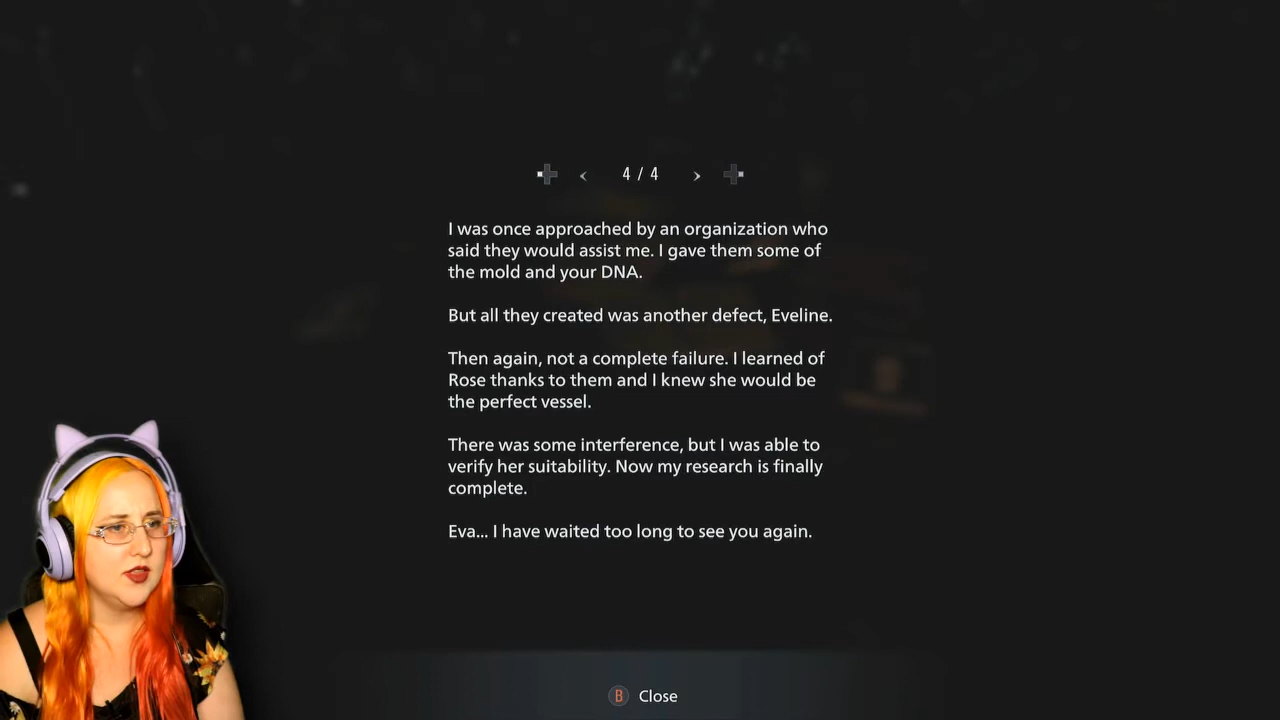 4 / 4
I was once approached by an organization who
said they would assist me. I gave them some of
the mold and your DNA.
But all they created was another defect, Eveline.
Then again, not a complete failure. I learned of
Rose thanks to them and I knew she would be
the perfect vessel.
There was some interference, but I was able to
verify her suitability. Now my research is finally
complete.
Eva... I have waited too long to see you again.
B Close